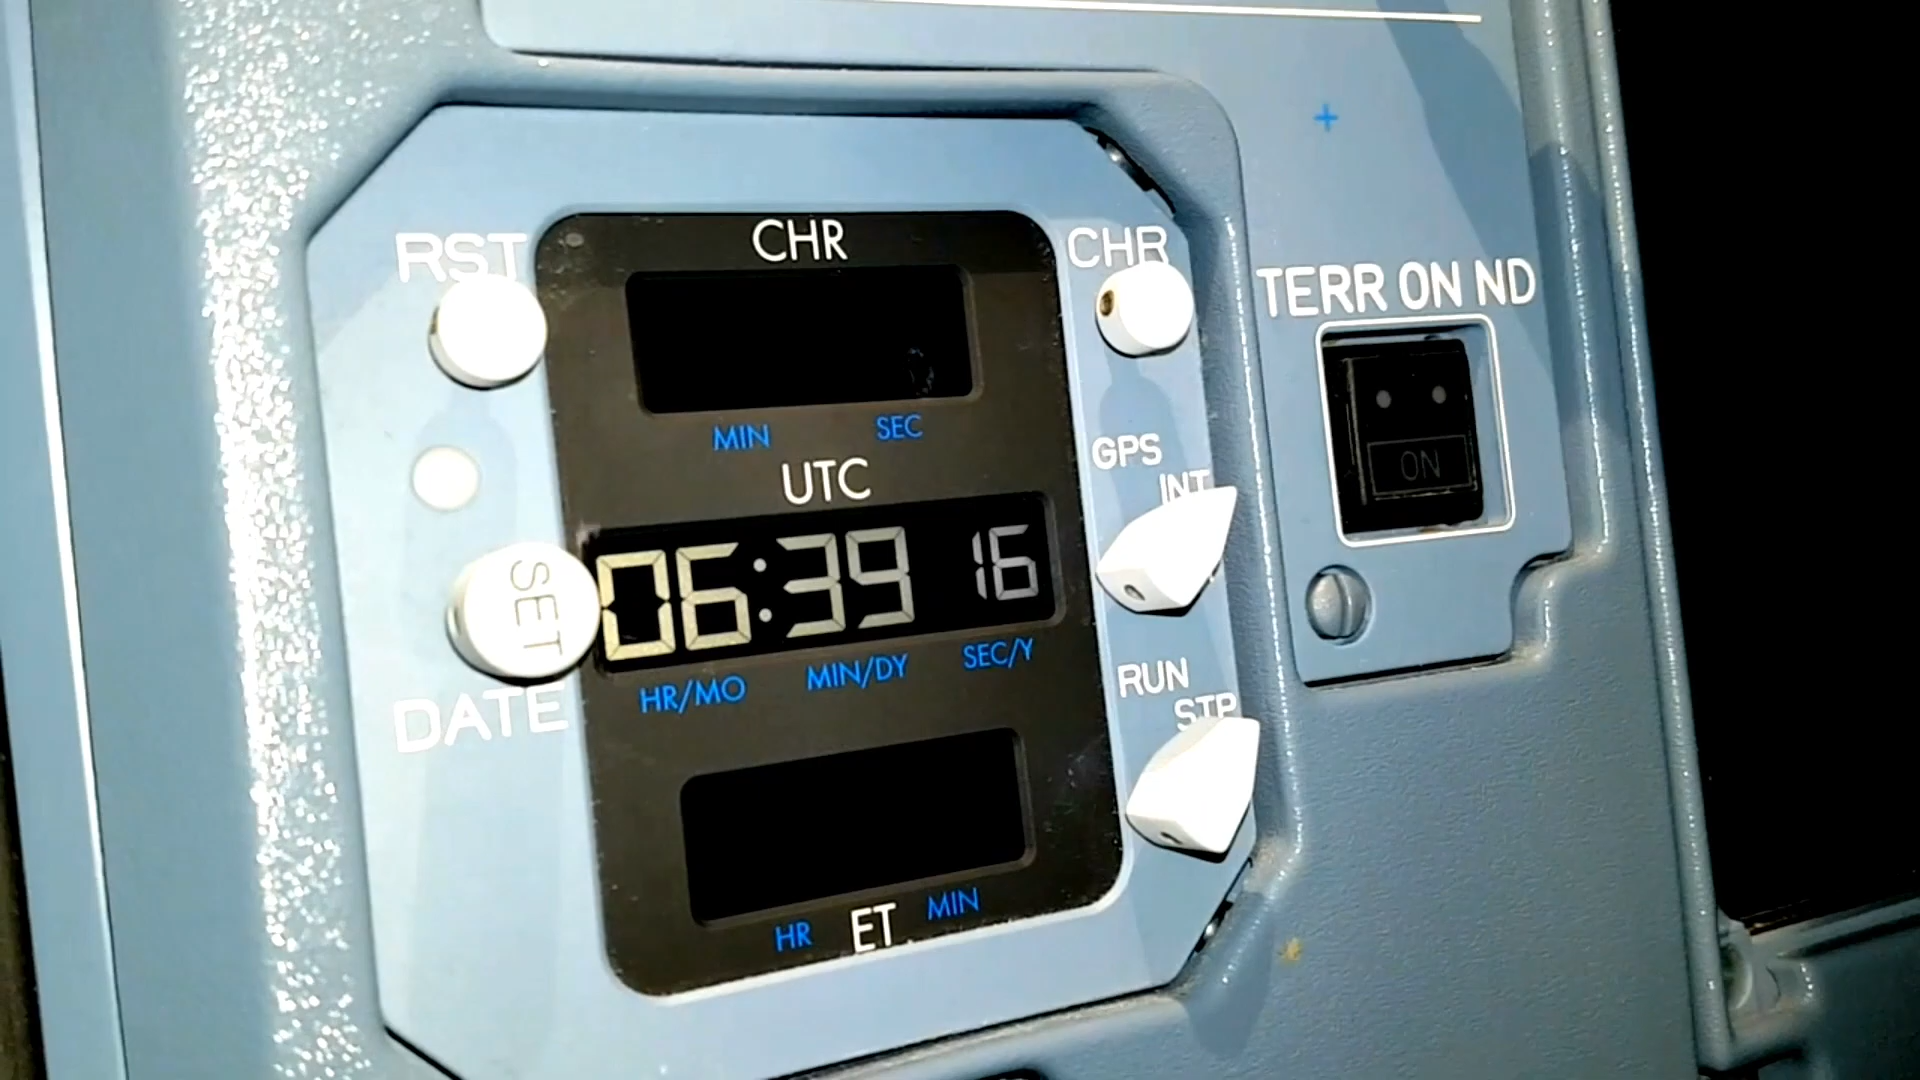 RST
CHR
CHR
TERR ON ND
MIN SEC
GPS
INT
UTC
ON
06:39 16
SET
HR/MO MIN/DY SEC/Y
DATE
RUN
STP
HR ET MIN